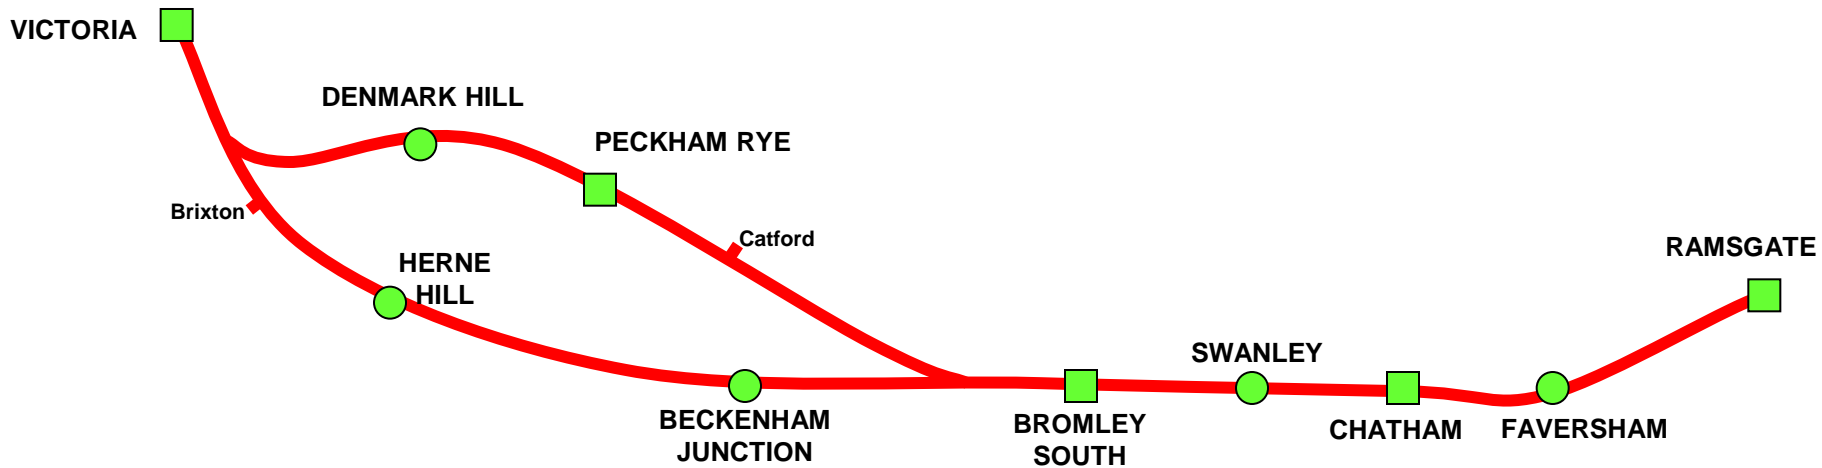 VICTORIA
DENMARK HILL
PECKHAM RYE
Brixton
Catford
HERNE
HILL
RAMSGATE
SWANLEY
BECKENHAM
JUNCTION
BROMLEY
SOUTH
CHATHAM
FAVERSHAM